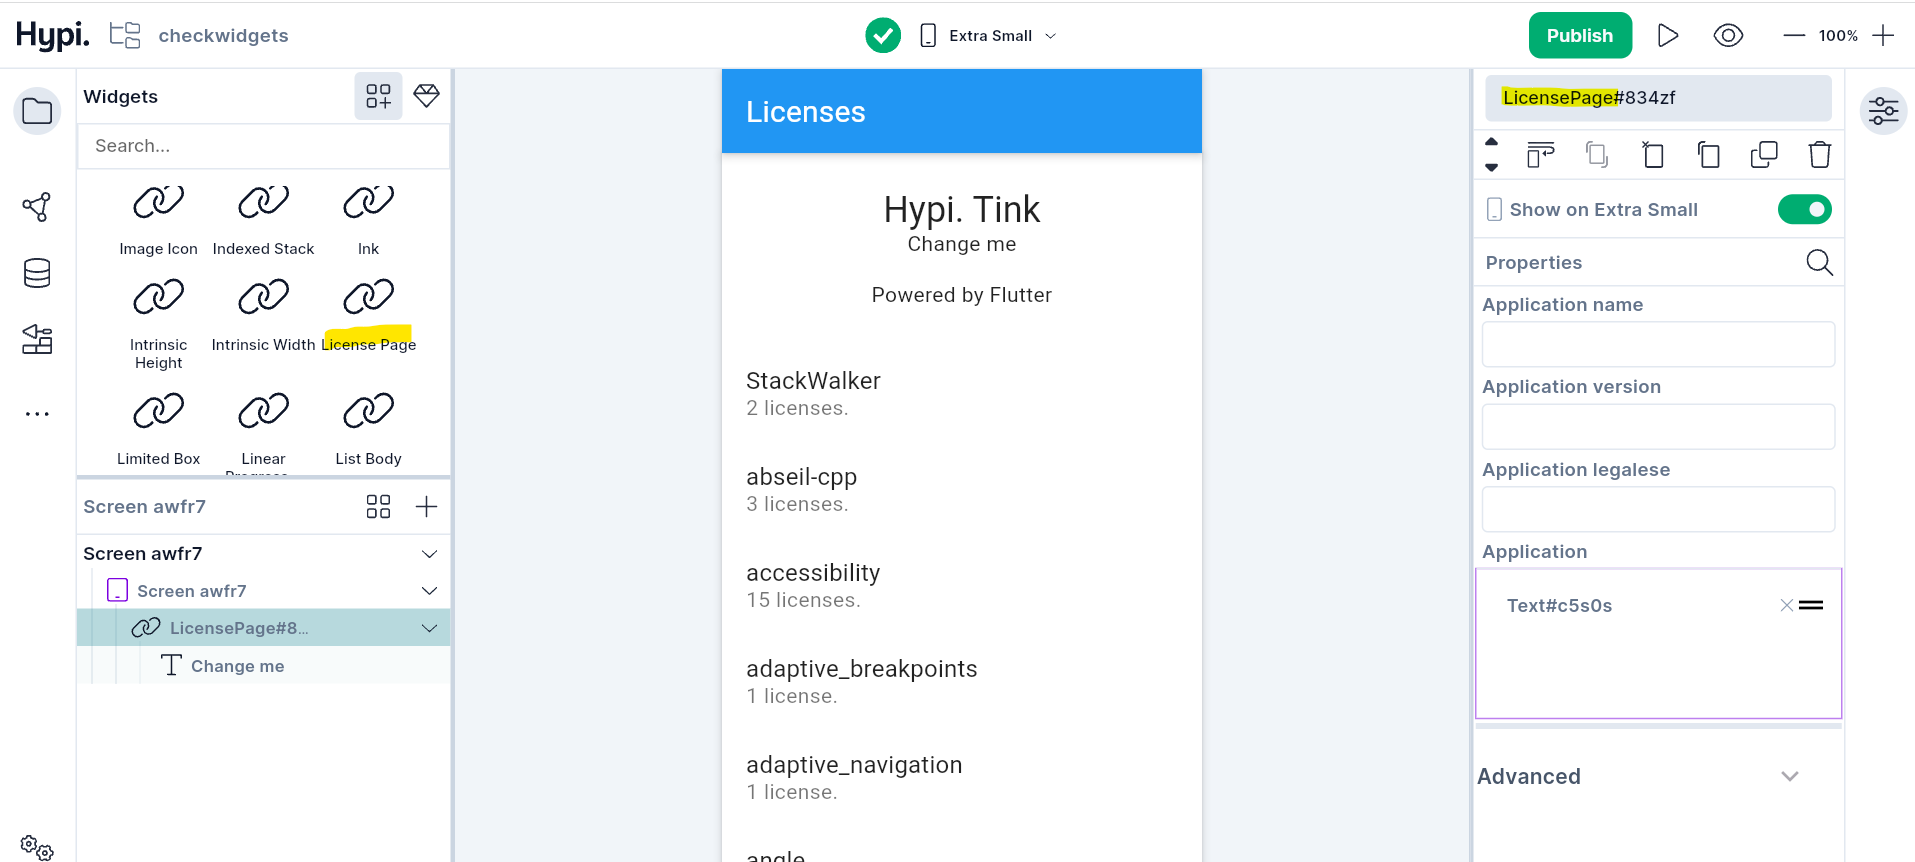 Hypi.
checkwidgets
Extra Small
Publish
100%
Widgets
Search...
Image Icon
Indexed Stack
Ink
Intrinsic
Height
Intrinsic Width
License Page
Limited Box
Linear
Progress
List Body
Screen awfr7
Screen awfr7
Screen awfr7
LicensePage#8...
Change me
Licenses
Hypi. Tink
Change me
Powered by Flutter
StackWalker
2 licenses.
abseil-cpp
3 licenses.
accessibility
15 licenses.
adaptive_breakpoints
1 license.
adaptive_navigation
1 license.
angle
LicensePage#834zf
Show on Extra Small
Properties
Application name
Application version
Application legalese
Application
Text#c5s0s
Advanced